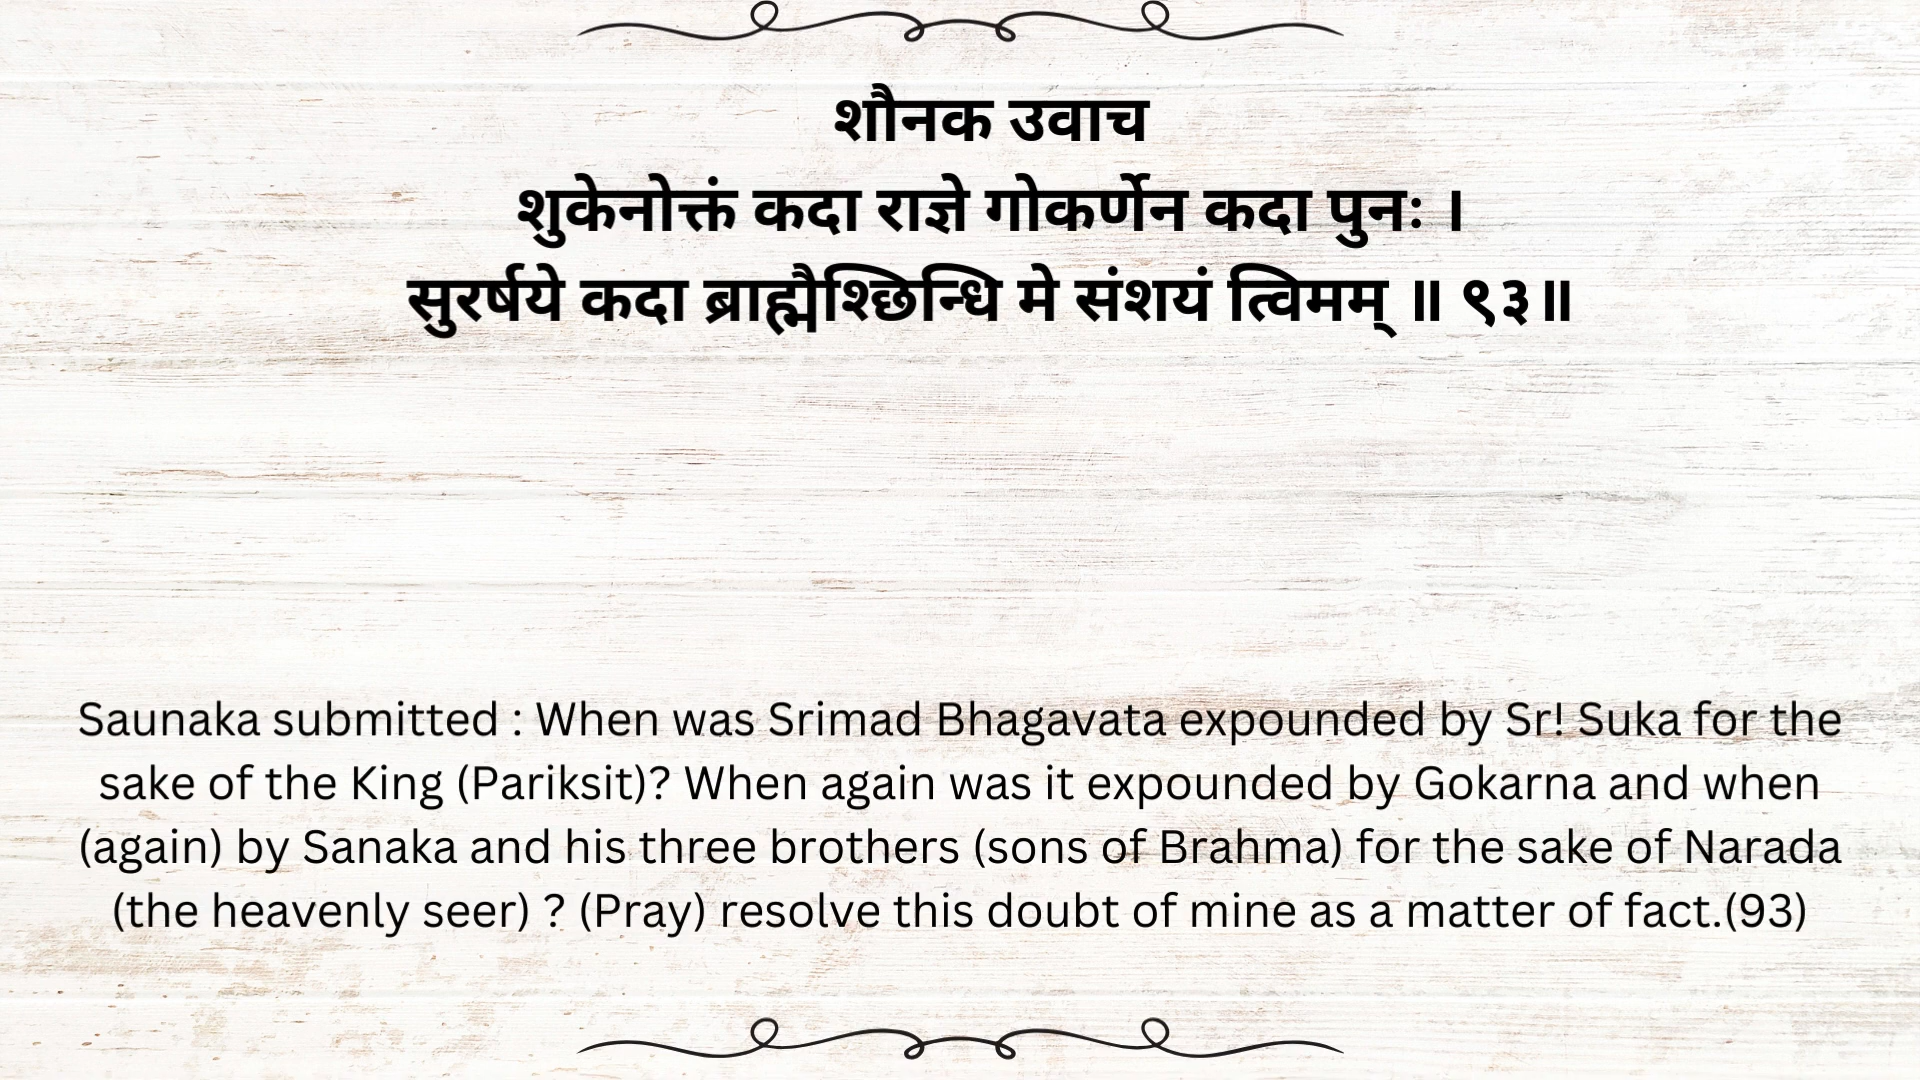 शौनक उवाच
शुकेनोक्तं कदा राज्ञे गोकर्णेन कदा पुनः ।
सुरर्षये कदा ब्राह्मैश्छिन्धि मे संशयं त्विमम् ॥ ९३॥
Saunaka submitted : When was Srimad Bhagavata expounded by Sr! Suka for the
sake of the King (Pariksit)? When again was it expounded by Gokarna and when
(again) by Sanaka and his three brothers (sons of Brahma) for the sake of Narada
(the heavenly seer) ? (Pray) resolve this doubt of mine as a matter of fact.(93)